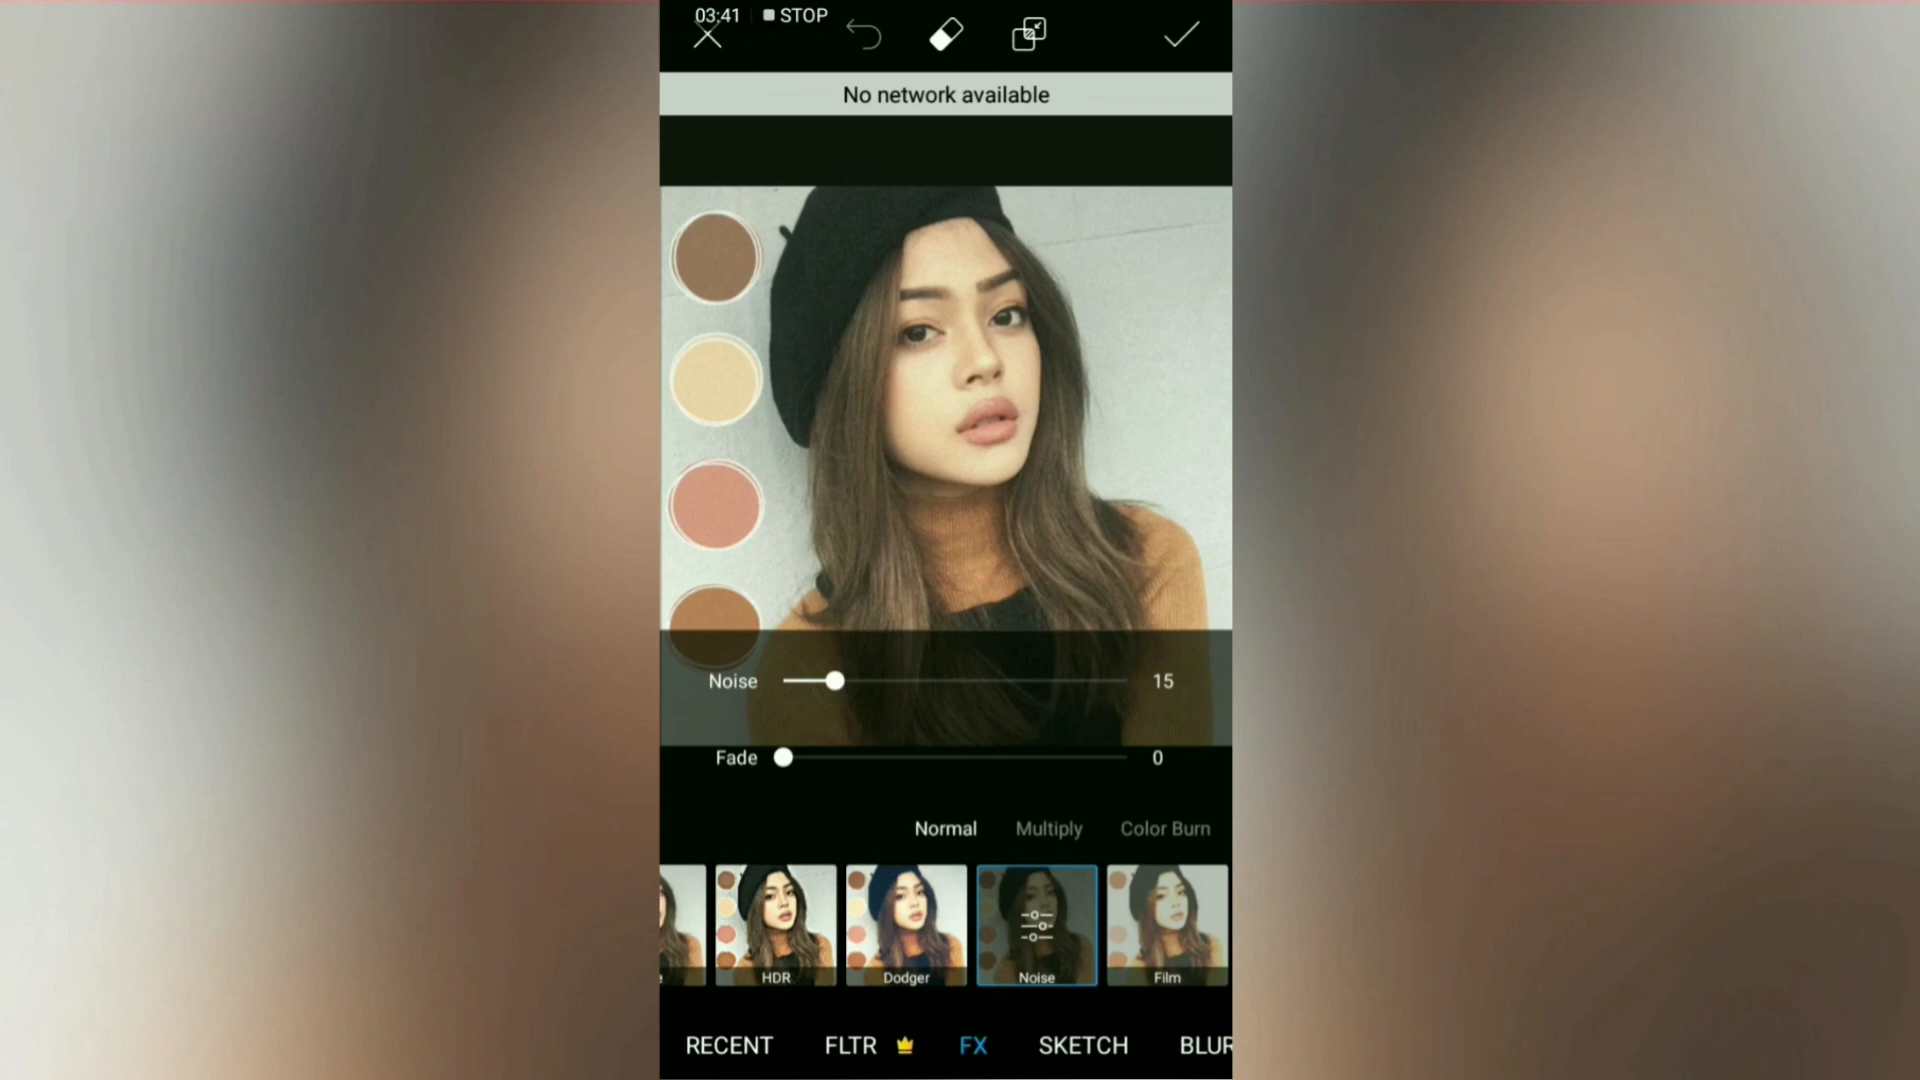 03:41 STOP
No network available
Noise 15
Fade 0
Normal Multiply Color Burn
e HDR Dodger Noise Film
RECENT FLTR FX SKETCH BLUR